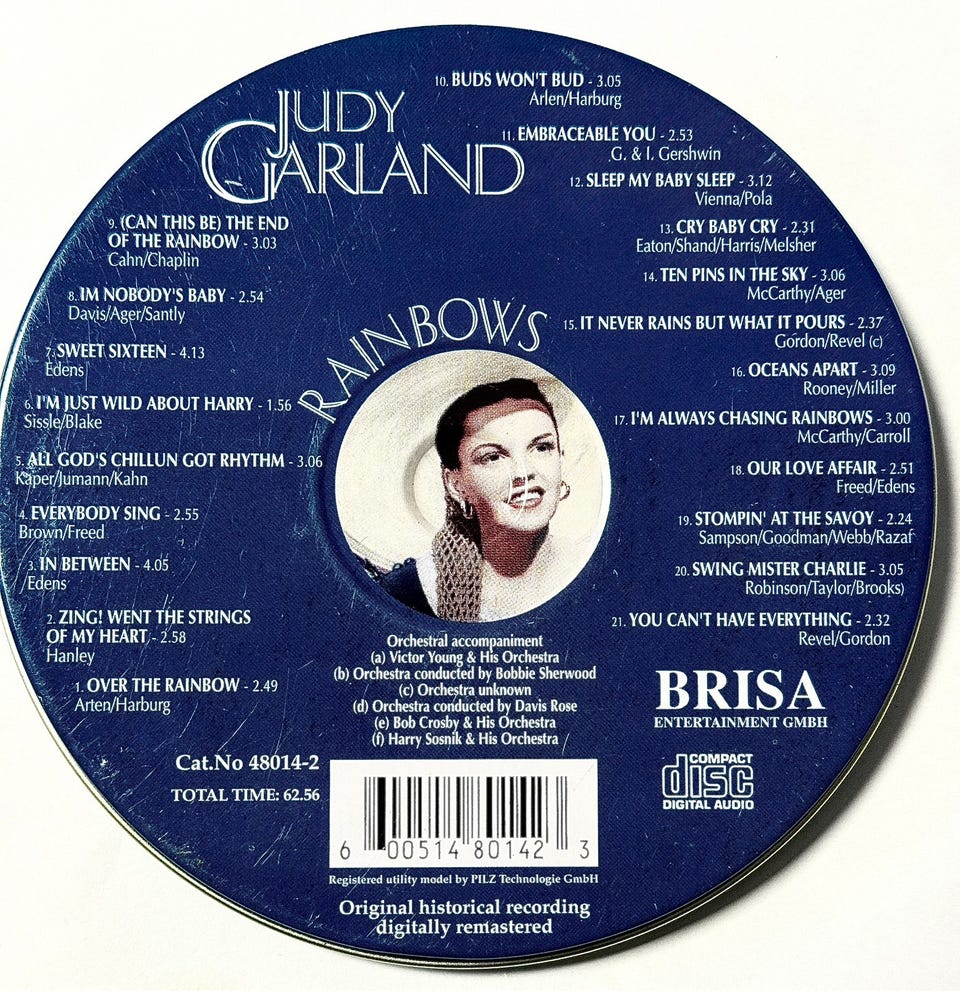 JUDY
GARLAND
RAINBOWS
1. OVER THE RAINBOW - 2.49
Arten/Harburg
2. ZING! WENT THE STRINGS
OF MY HEART - 2.58
Hanley
3. IN BETWEEN - 4.05
Edens
4. EVERYBODY SING - 2.55
Brown/Freed
5. ALL GOD'S CHILLUN GOT RHYTHM - 3.06
Kaper/Jumann/Kahn
6. I'M JUST WILD ABOUT HARRY - 1.56
Sissle/Blake
7. SWEET SIXTEEN - 4.13
Edens
8. IM NOBODY'S BABY - 2.54
Davis/Ager/Santly
9. (CAN THIS BE) THE END
OF THE RAINBOW - 3.03
Cahn/Chaplin
10. BUDS WON'T BUD - 3.05
Arlen/Harburg
11. EMBRACEABLE YOU - 2.53
G. & I. Gershwin
12. SLEEP MY BABY SLEEP - 3.12
Vienna/Pola
13. CRY BABY CRY - 2.31
Eaton/Shand/Harris/Melsher
14. TEN PINS IN THE SKY - 3.06
McCarthy/Ager
15. IT NEVER RAINS BUT WHAT IT POURS - 2.37
Gordon/Revel (c)
16. OCEANS APART - 3.09
Rooney/Miller
17. I'M ALWAYS CHASING RAINBOWS - 3.00
McCarthy/Carroll
18. OUR LOVE AFFAIR - 2.51
Freed/Edens
19. STOMPIN' AT THE SAVOY - 2.24
Sampson/Goodman/Webb/Razaf
20. SWING MISTER CHARLIE - 3.05
Robinson/Taylor/Brooks)
21. YOU CAN'T HAVE EVERYTHING - 2.32
Revel/Gordon
Orchestral accompaniment
(a) Victor Young & His Orchestra
(b) Orchestra conducted by Bobbie Sherwood
(c) Orchestra unknown
(d) Orchestra conducted by Davis Rose
(e) Bob Crosby & His Orchestra
(f) Harry Sosnik & His Orchestra
BRISA
ENTERTAINMENT GMBH
COMPACT
disc
DIGITAL AUDIO
Cat.No 48014-2
TOTAL TIME: 62.56
6 00514 80142 3
Registered utility model by PILZ Technologie GmbH
Original historical recording
digitally remastered